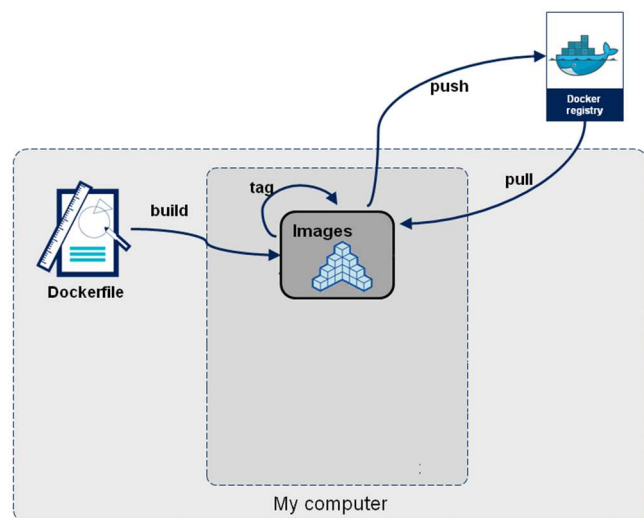 Docker
registry
push
pull
tag
build
Images
Dockerfile
:
My computer